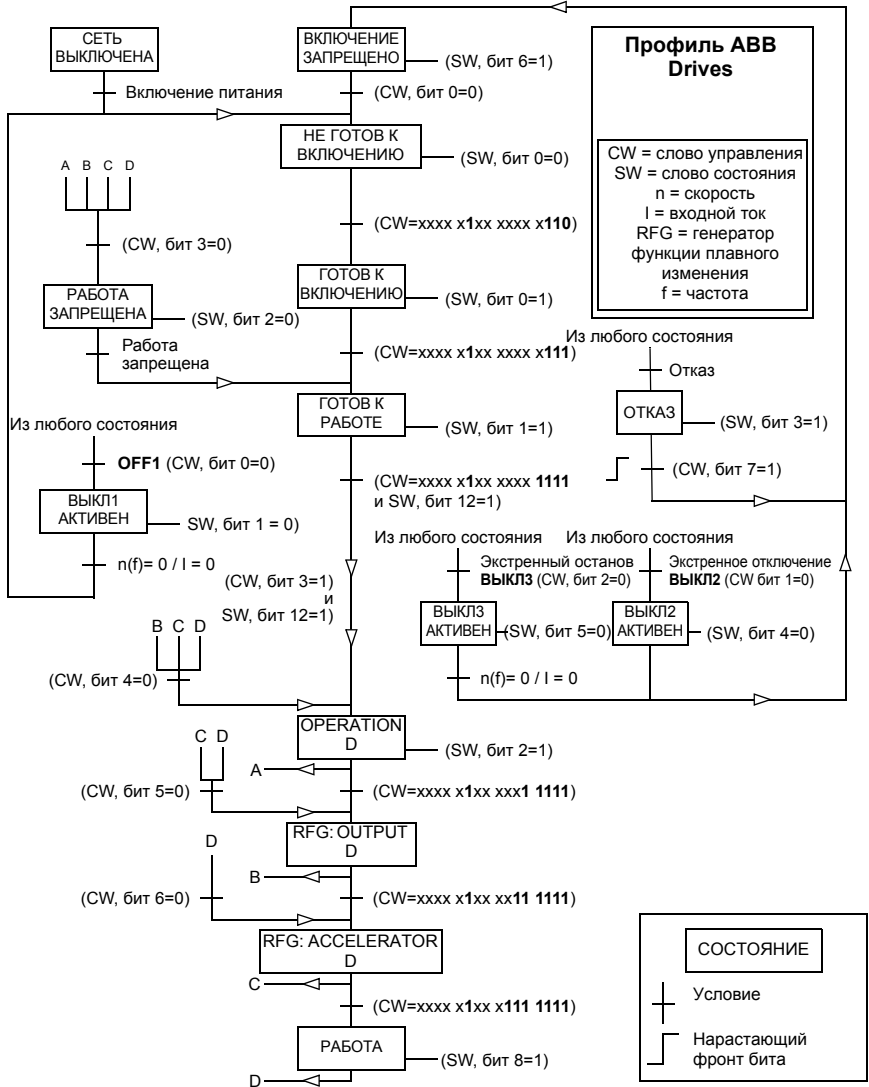 СЕТЬ
ВЫКЛЮЧЕНА
Включение питания
ВКЛЮЧЕНИЕ
ЗАПРЕЩЕНО
(SW, бит 6=1)
(CW, бит 0=0)
НЕ ГОТОВ К
ВКЛЮЧЕНИЮ
(SW, бит 0=0)
Профиль ABB
Drives
CW = слово управления
SW = слово состояния
n = скорость
I = входной ток
RFG = генератор
функции плавного
изменения
f = частота
A B C D
(CW, бит 3=0)
РАБОТА
ЗАПРЕЩЕНА
(SW, бит 2=0)
Работа
запрещена
(CW=xxxx x1xx xxxx x110)
ГОТОВ К
ВКЛЮЧЕНИЮ
(SW, бит 0=1)
(CW=xxxx x1xx xxxx x111)
ГОТОВ К
РАБОТЕ
(SW, бит 1=1)
(CW=xxxx x1xx xxxx 1111
и SW, бит 12=1)
Из любого состояния
Отказ
ОТКАЗ
(SW, бит 3=1)
(CW, бит 7=1)
Из любого состояния
OFF1 (CW, бит 0=0)
ВЫКЛ1
АКТИВЕН
SW, бит 1 = 0)
n(f)= 0 / I = 0
(CW, бит 3=1)
и
SW, бит 12=1)
Из любого состояния
Экстренный останов
ВЫКЛ3 (CW, бит 2=0)
ВЫКЛ3
АКТИВЕН
(SW, бит 5=0)
n(f)= 0 / I = 0
Из любого состояния
Экстренное отключение
ВЫКЛ2 (CW бит 1=0)
ВЫКЛ2
АКТИВЕН
(SW, бит 4=0)
B C D
(CW, бит 4=0)
OPERATION
D
(SW, бит 2=1)
A
(CW=xxxx x1xx xxx1 1111)
C D
(CW, бит 5=0)
RFG: OUTPUT
D
B
(CW=xxxx x1xx xx11 1111)
D
(CW, бит 6=0)
RFG: ACCELERATOR
D
C
(CW=xxxx x1xx x111 1111)
РАБОТА
(SW, бит 8=1)
D
СОСТОЯНИЕ
Условие
Нарастающий
фронт бита